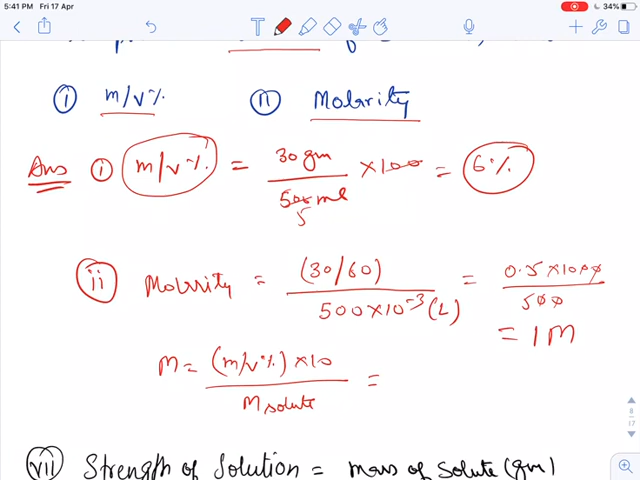 5:41 PM Fri 17 Apr 34%
(i) m/v% (ii) Molarity
Ans (i) m/v% = 30 gm / 500 ml × 100 = 6%
5
(ii) Molarity = (30/60) / 500 × 10⁻³ (L) = 0.5 × 1000 / 500
= 1M
M = (m/v%) × 10 / M solute =
8
17
(vii) Strength of Solution = mass of solute (gm)